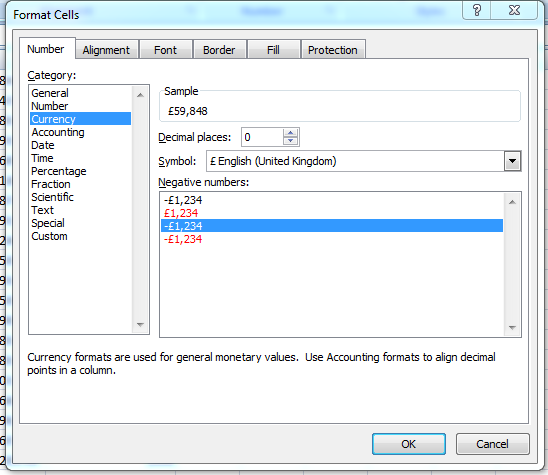 Format Cells
Number Alignment Font Border Fill Protection
Category:
General
Number
Currency
Accounting
Date
Time
Percentage
Fraction
Scientific
Text
Special
Custom
Sample
£59,848
Decimal places: 0
Symbol: £ English (United Kingdom)
Negative numbers:
-£1,234
£1,234
-£1,234
-£1,234
Currency formats are used for general monetary values.  Use Accounting formats to align decimal
points in a column.
OK Cancel